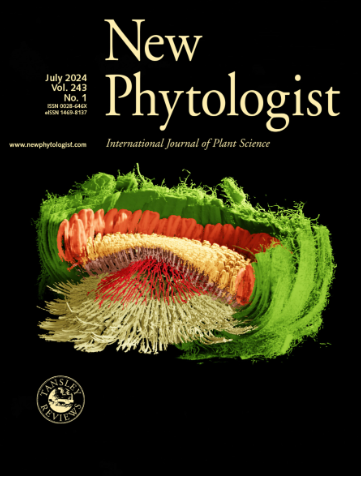 New
Phytologist
July 2024
Vol. 243
No. 1
ISSN 0028-646X
eISSN 1469-8137
www.newphytologist.com
International Journal of Plant Science
TANSLEY
REVIEWS